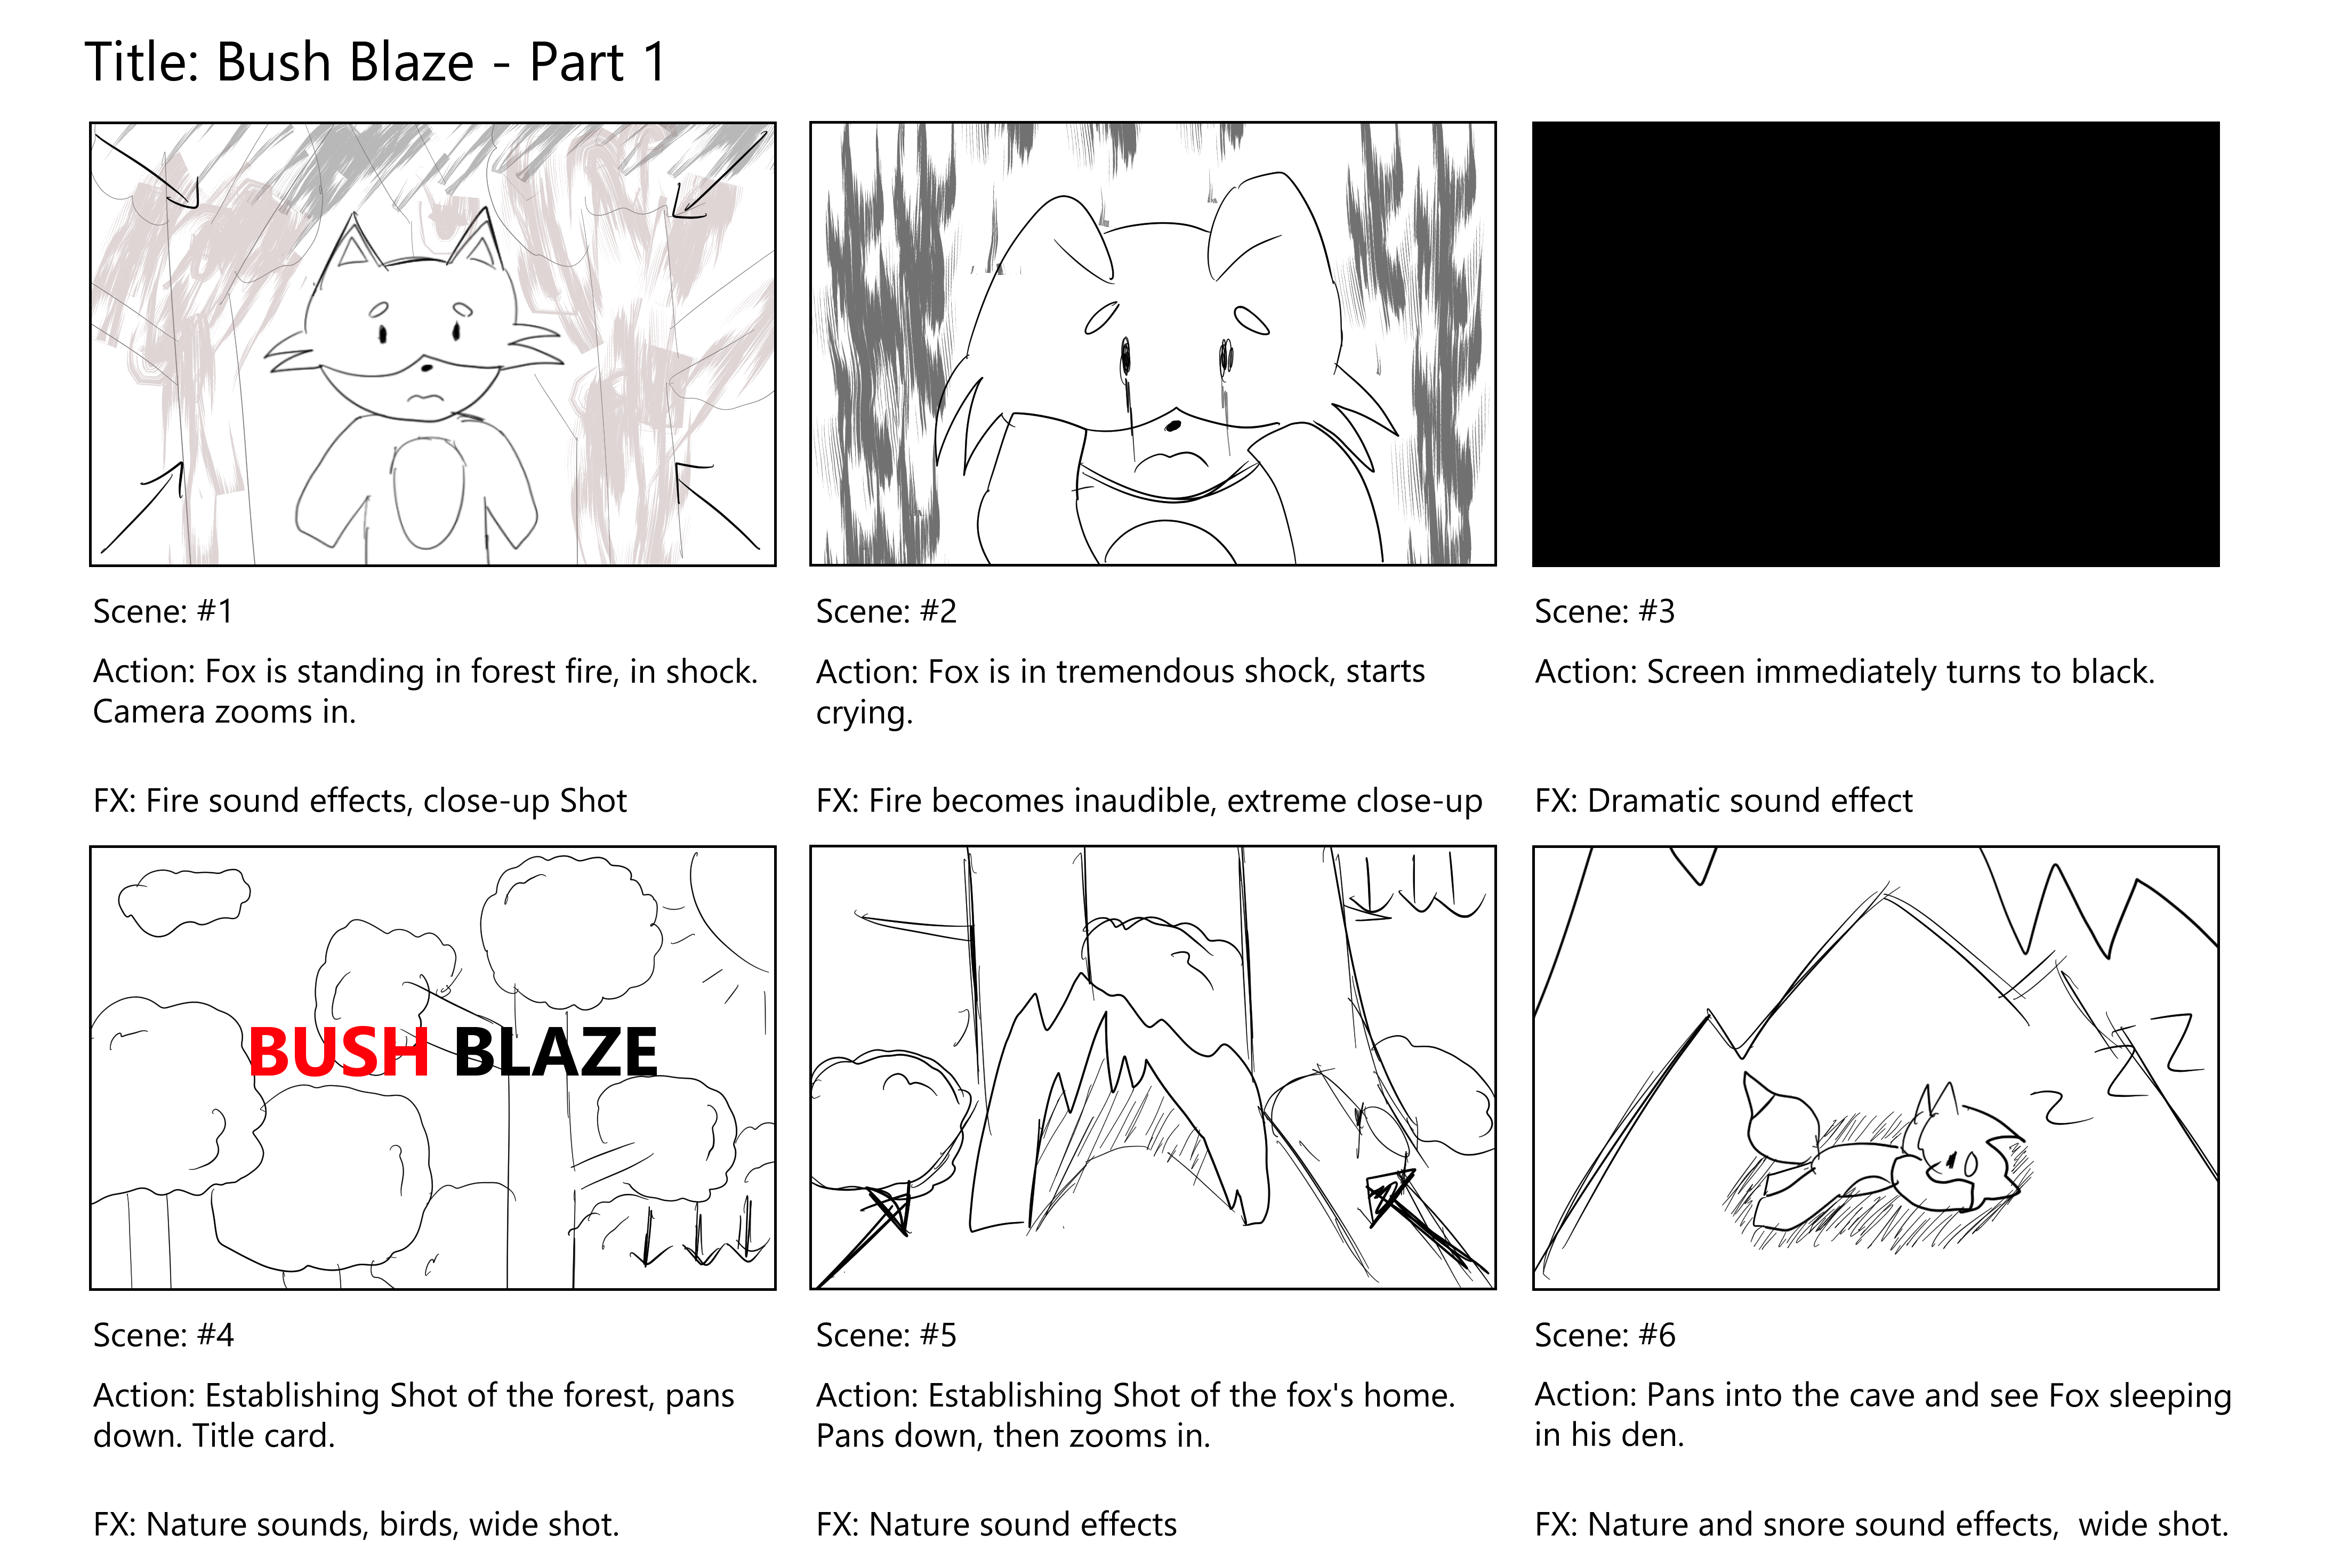 Title: Bush Blaze - Part 1
Scene: #1
Action: Fox is standing in forest fire, in shock.
Camera zooms in.
FX: Fire sound effects, close-up Shot
Scene: #2
Action: Fox is in tremendous shock, starts
crying.
FX: Fire becomes inaudible, extreme close-up
Scene: #3
Action: Screen immediately turns to black.
FX: Dramatic sound effect
BUSH BLAZE
Scene: #4
Action: Establishing Shot of the forest, pans
down. Title card.
FX: Nature sounds, birds, wide shot.
Scene: #5
Action: Establishing Shot of the fox's home.
Pans down, then zooms in.
FX: Nature sound effects
z Z Z
Scene: #6
Action: Pans into the cave and see Fox sleeping
in his den.
FX: Nature and snore sound effects,  wide shot.